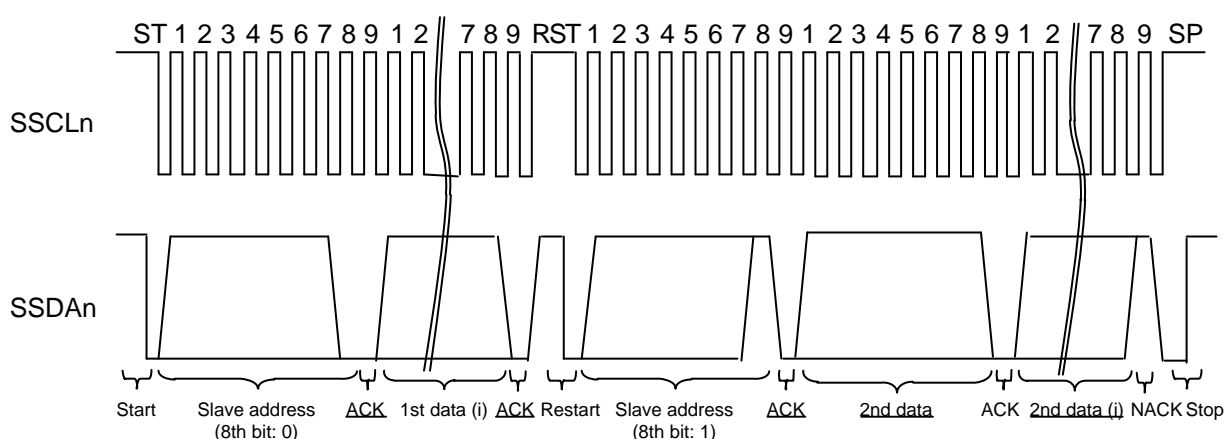 ST 1 2 3 4 5 6 7 8 9 1 2 7 8 9 RST 1 2 3 4 5 6 7 8 9 1 2 3 4 5 6 7 8 9 1 2 7 8 9 SP
SSCLn
SSDAn
Start Slave address ACK 1st data (i) ACK Restart Slave address ACK 2nd data ACK 2nd data (i) NACK Stop
(8th bit: 0) (8th bit: 1)